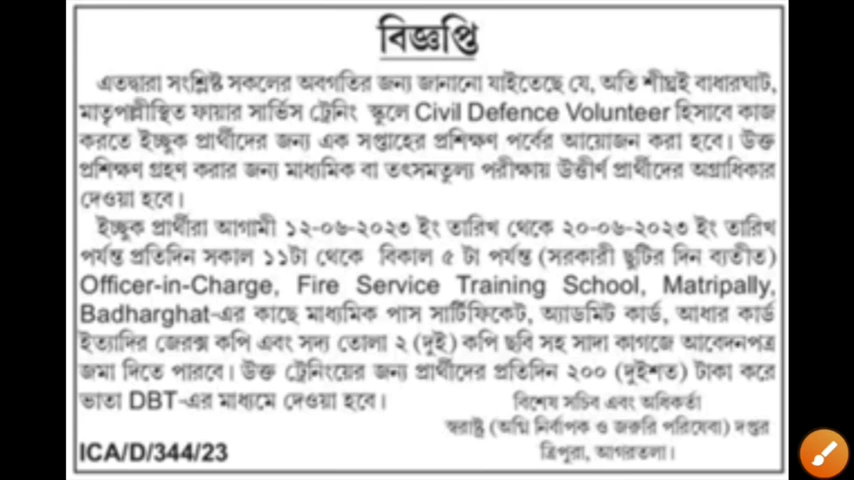 বিজ্ঞপ্তি
এতদ্বারা সংশ্লিষ্ট সকলের অবগতির জন্য জানানো যাইতেছে যে, অতি শীঘ্রই বাধারঘাট,
মাতৃপল্লীস্থিত ফায়ার সার্ভিস ট্রেনিং স্কুলে Civil Defence Volunteer হিসাবে কাজ
করতে ইচ্ছুক প্রার্থীদের জন্য এক সপ্তাহের প্রশিক্ষণ পর্বের আয়োজন করা হবে। উক্ত
প্রশিক্ষণ গ্রহণ করার জন্য মাধ্যমিক বা তৎসমতুল্য পরীক্ষায় উত্তীর্ণ প্রার্থীদের অগ্রাধিকার
দেওয়া হবে।
ইচ্ছুক প্রার্থীরা আগামী ১২-০৬-২০২৩ ইং তারিখ থেকে ২০-০৬-২০২৩ ইং তারিখ
পর্যন্ত প্রতিদিন সকাল ১১টা থেকে বিকাল ৫ টা পর্যন্ত (সরকারী ছুটির দিন ব্যতীত)
Officer-in-Charge, Fire Service Training School, Matripally,
Badharghat-এর কাছে মাধ্যমিক পাস সার্টিফিকেট, অ্যাডমিট কার্ড, আধার কার্ড
ইত্যাদির জেরক্স কপি এবং সদ্য তোলা ২ (দুই) কপি ছবি সহ সাদা কাগজে আবেদনপত্র
জমা দিতে পারবে। উক্ত ট্রেনিংয়ের জন্য প্রার্থীদের প্রতিদিন ২০০ (দুইশত) টাকা করে
ভাতা DBT-এর মাধ্যমে দেওয়া হবে।
বিশেষ সচিব এবং অধিকর্তা
স্বরাষ্ট্র (অগ্নি নির্বাপক ও জরুরি পরিষেবা) দপ্তর
ICA/D/344/23
ত্রিপুরা, আগরতলা।